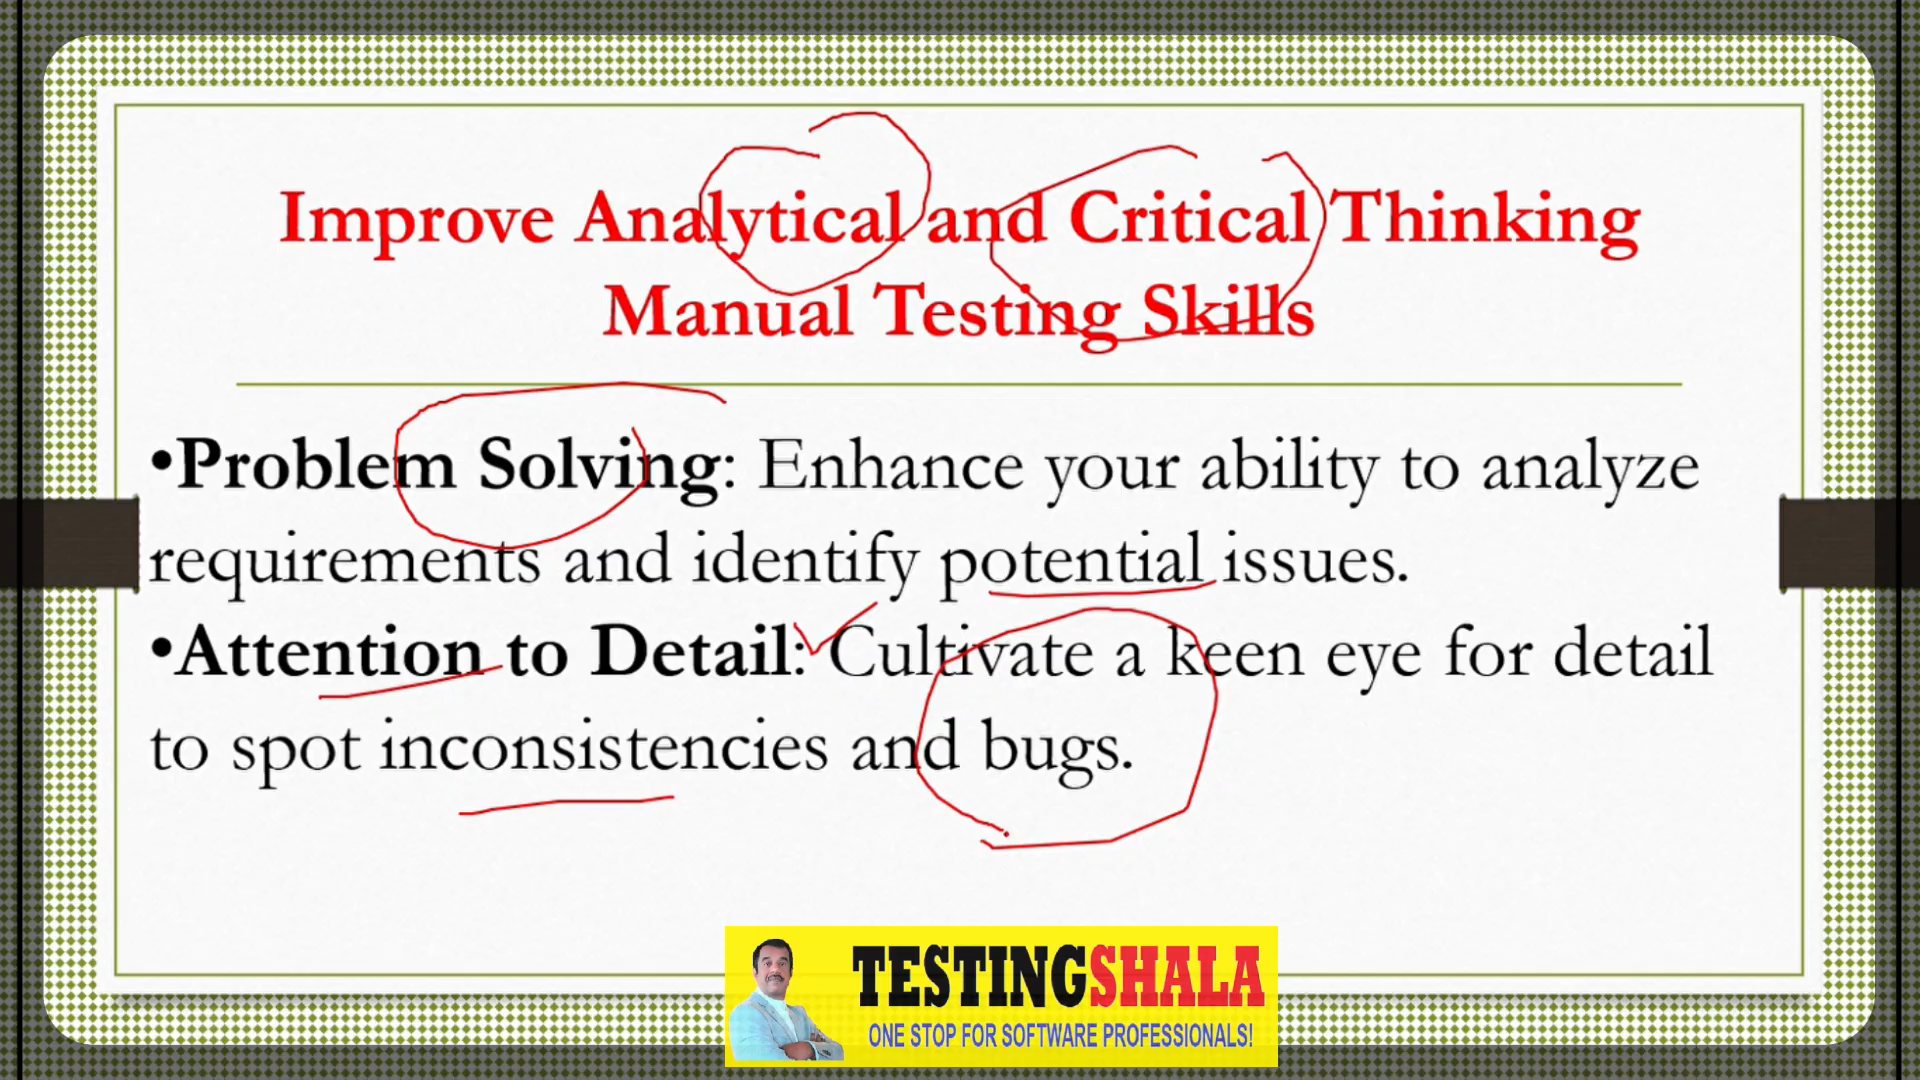 Improve Analytical and Critical Thinking
Manual Testing Skills
•Problem Solving: Enhance your ability to analyze
requirements and identify potential issues.
•Attention to Detail: Cultivate a keen eye for detail
to spot inconsistencies and bugs.
TESTINGSHALA
ONE STOP FOR SOFTWARE PROFESSIONALS!